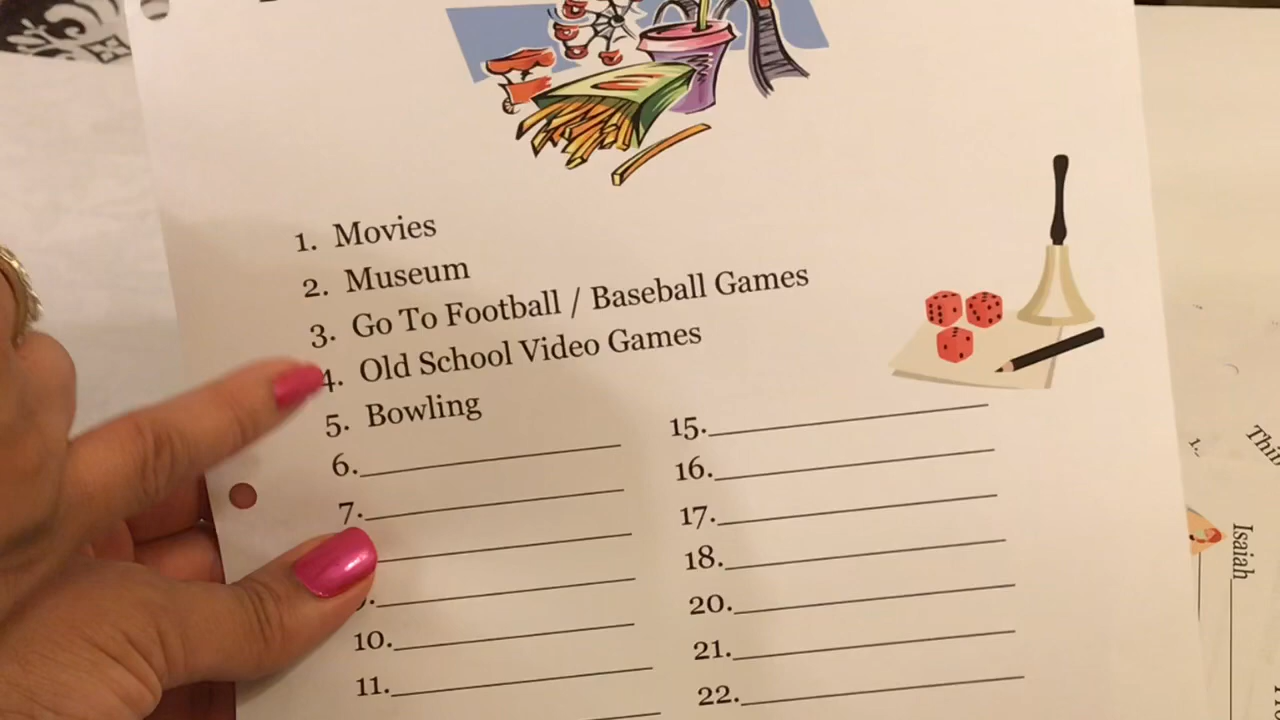 1. Movies
2. Museum
3. Go To Football / Baseball Games
4. Old School Video Games
5. Bowling
6.
7.
10.
11.
15.
16.
17.
18.
20.
21.
22.
1.
Isaiah